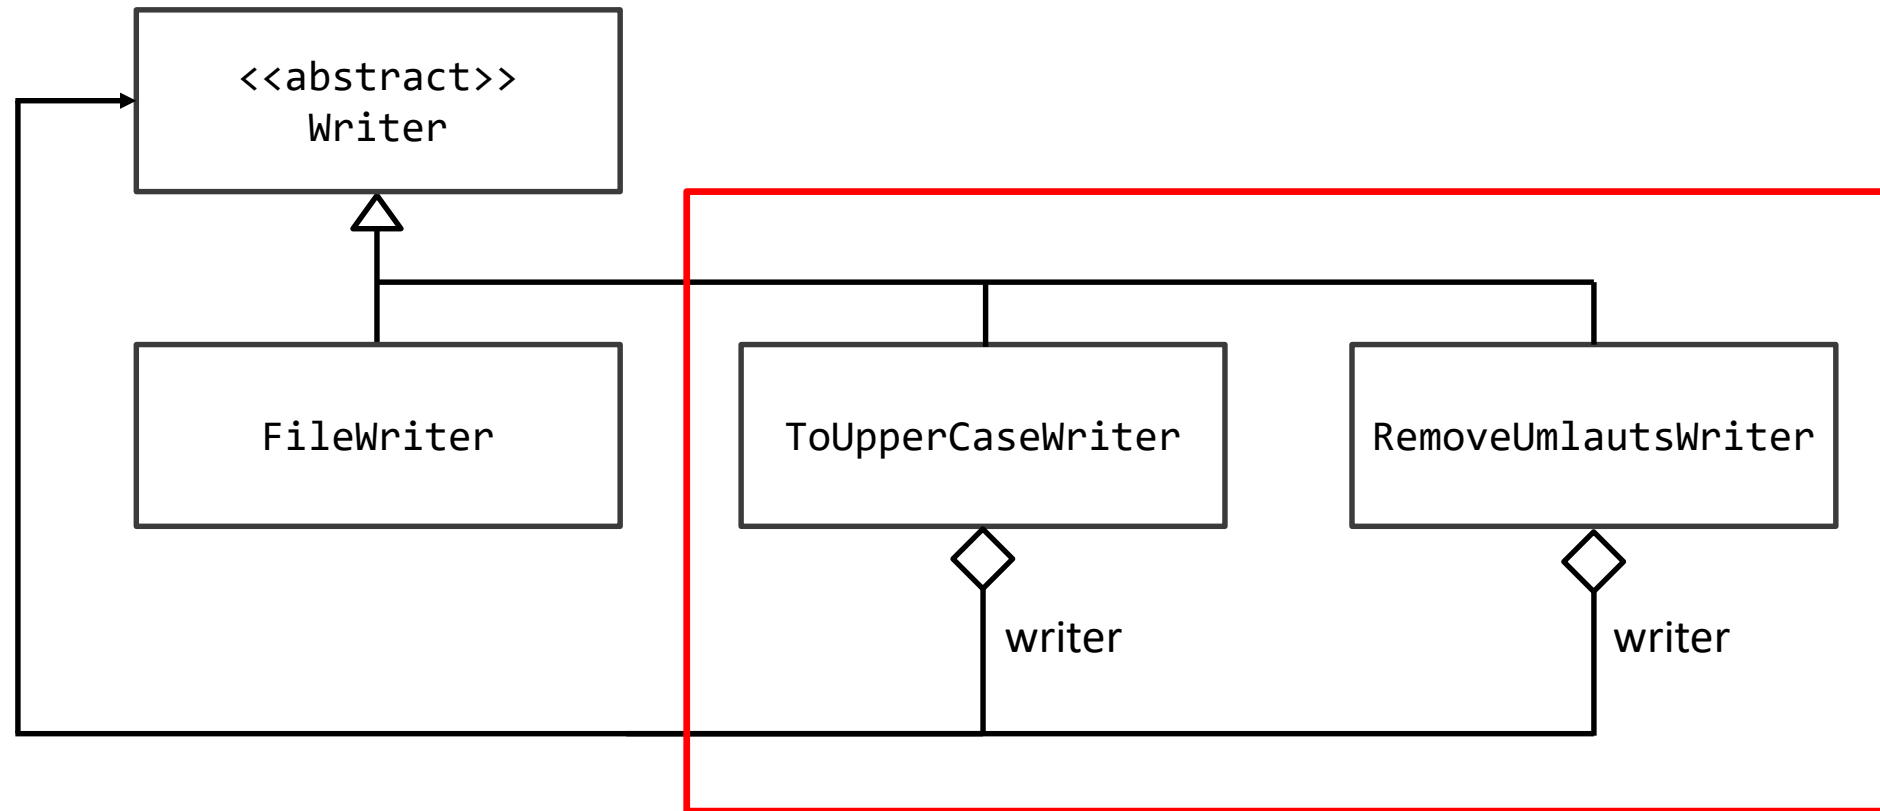 <<abstract>>
Writer
FileWriter
ToUpperCaseWriter
RemoveUmlautsWriter
writer
writer